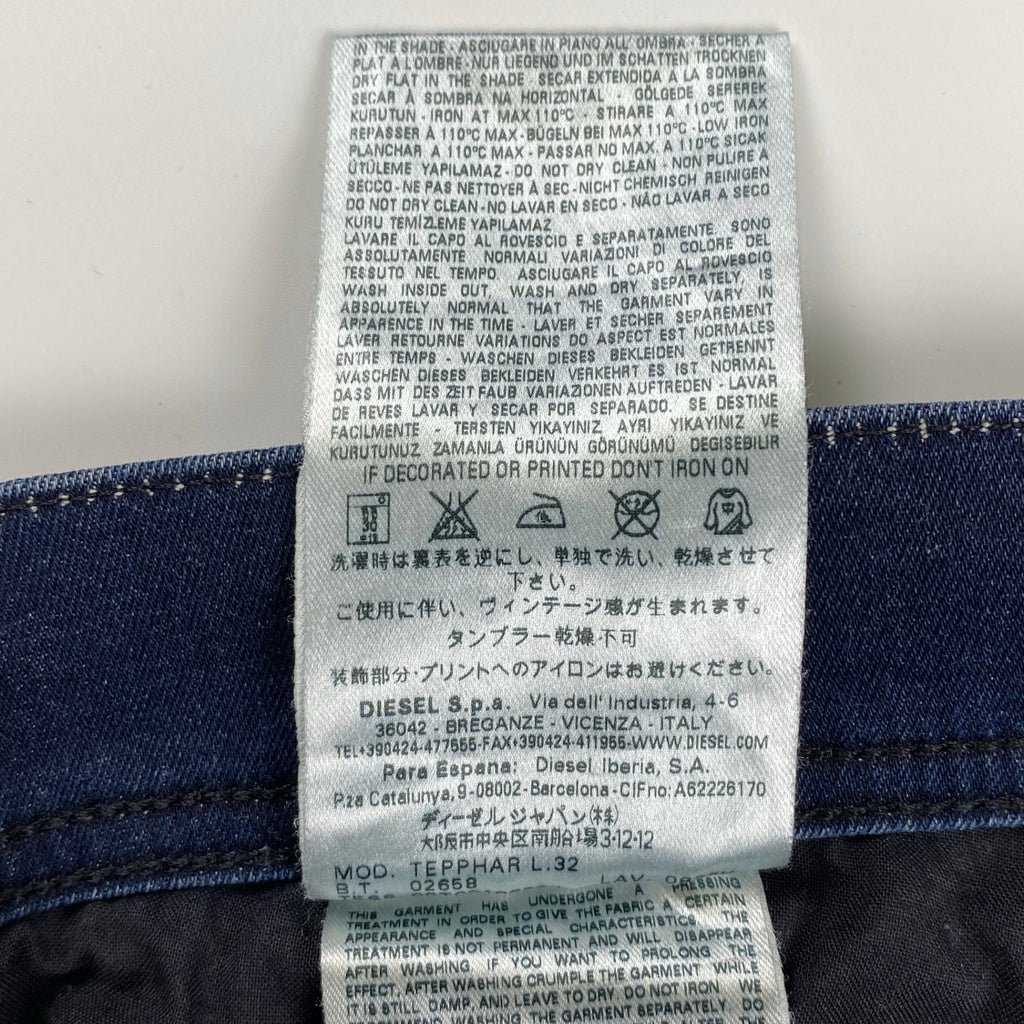 IN THE SHADE - ASCIUGARE IN PIANO ALL' OMBRA - SECHER A
PLAT A L'OMBRE - NUR LIEGEND UND IM SCHATTEN TROCKNEN
DRY FLAT IN THE SHADE - SECAR EXTENDIDA A LA SOMBRA
SECAR À SOMBRA NA HORIZONTAL - GÖLGEDE SEREREK
KURUTUN - IRON AT MAX 110°C - STIRARE A 110°C MAX
REPASSER A 110°C MAX - BÜGELN BEI MAX 110°C - LOW IRON
PLANCHAR A 110°C MAX - PASSAR NO MAX. A 110°C SICAK
ÜTÜLEME YAPILAMAZ - DO NOT DRY CLEAN - NON PULIRE A
SECCO - NE PAS NETTOYER À SEC - NICHT CHEMISCH REINIGEN
DO NOT DRY CLEAN - NO LAVAR EN SECO - NÃO LAVAR A SECO
KURU TEMİZLEME YAPILAMAZ
LAVARE IL CAPO AL ROVESCIO E SEPARATAMENTE. SONO
ASSOLUTAMENTE NORMALI VARIAZIONI DI COLORE DEL
TESSUTO NEL TEMPO. ASCIUGARE IL CAPO AL ROVESCIO
WASH INSIDE OUT, WASH AND DRY SEPARATELY, IS
ABSOLUTELY NORMAL THAT THE GARMENT VARY IN
APPARENCE IN THE TIME - LAVER ET SECHER SEPAREMENT
LAVER RETOURNE VARIATIONS DO ASPECT EST NORMALES
ENTRE TEMPS - WASCHEN DIESES BEKLEIDEN GETRENNT
WASCHEN DIESES BEKLEIDEN VERKEHRT ES IST NORMAL
DASS MIT DES ZEIT FAUB VARIAZIONEN AUFTREDEN - LAVAR
DE REVES LAVAR Y SECAR POR SEPARADO. SE DESTINE
FACILMENTE - TERSTEN YIKAYINIZ AYRI YIKAYINIZ VE
KURUTUNUZ ZAMANLA ÜRÜNÜN GÖRÜNÜMÜ DEGISEBILIR
IF DECORATED OR PRINTED DON'T IRON ON
低 中
洗濯時は裏表を逆にし、単独で洗い、乾燥させて
下さい。
ご使用に伴い、ヴィンテージ感が生まれます。
タンブラー乾燥不可
装飾部分・プリントへのアイロンはお避けください。
DIESEL S.p.a. Via dell' Industria, 4-6
36042 - BREGANZE - VICENZA - ITALY
TEL+390424-477555-FAX+390424-411955-WWW.DIESEL.COM
Para Espana: Diesel Iberia, S.A.
P.za Catalunya, 9 -08002- Barcelona - CIF no: A62226170
ディーゼル ジャパン(株)
大阪市中央区南船場3-12-12
MOD. TEPPHAR L.32
B.T. 02658 LAV
THIS GARMENT HAS UNDERGONE A PRESSING
TREATMENT IN ORDER TO GIVE THE FABRIC A CERTAIN
APPEARANCE AND SPECIAL CHARACTERISTICS. THE
TREATMENT IS NOT PERMANENT AND WILL DISAPPEAR
AFTER WASHING. IF YOU WANT TO PROLONG THE
EFFECT, AFTER WASHING CRUMPLE THE GARMENT WHILE
IT IS STILL DAMP, AND LEAVE TO DRY. DO NOT IRON WE
RECOMMEND WASHING THE GARMENT SEPARATELY. DO